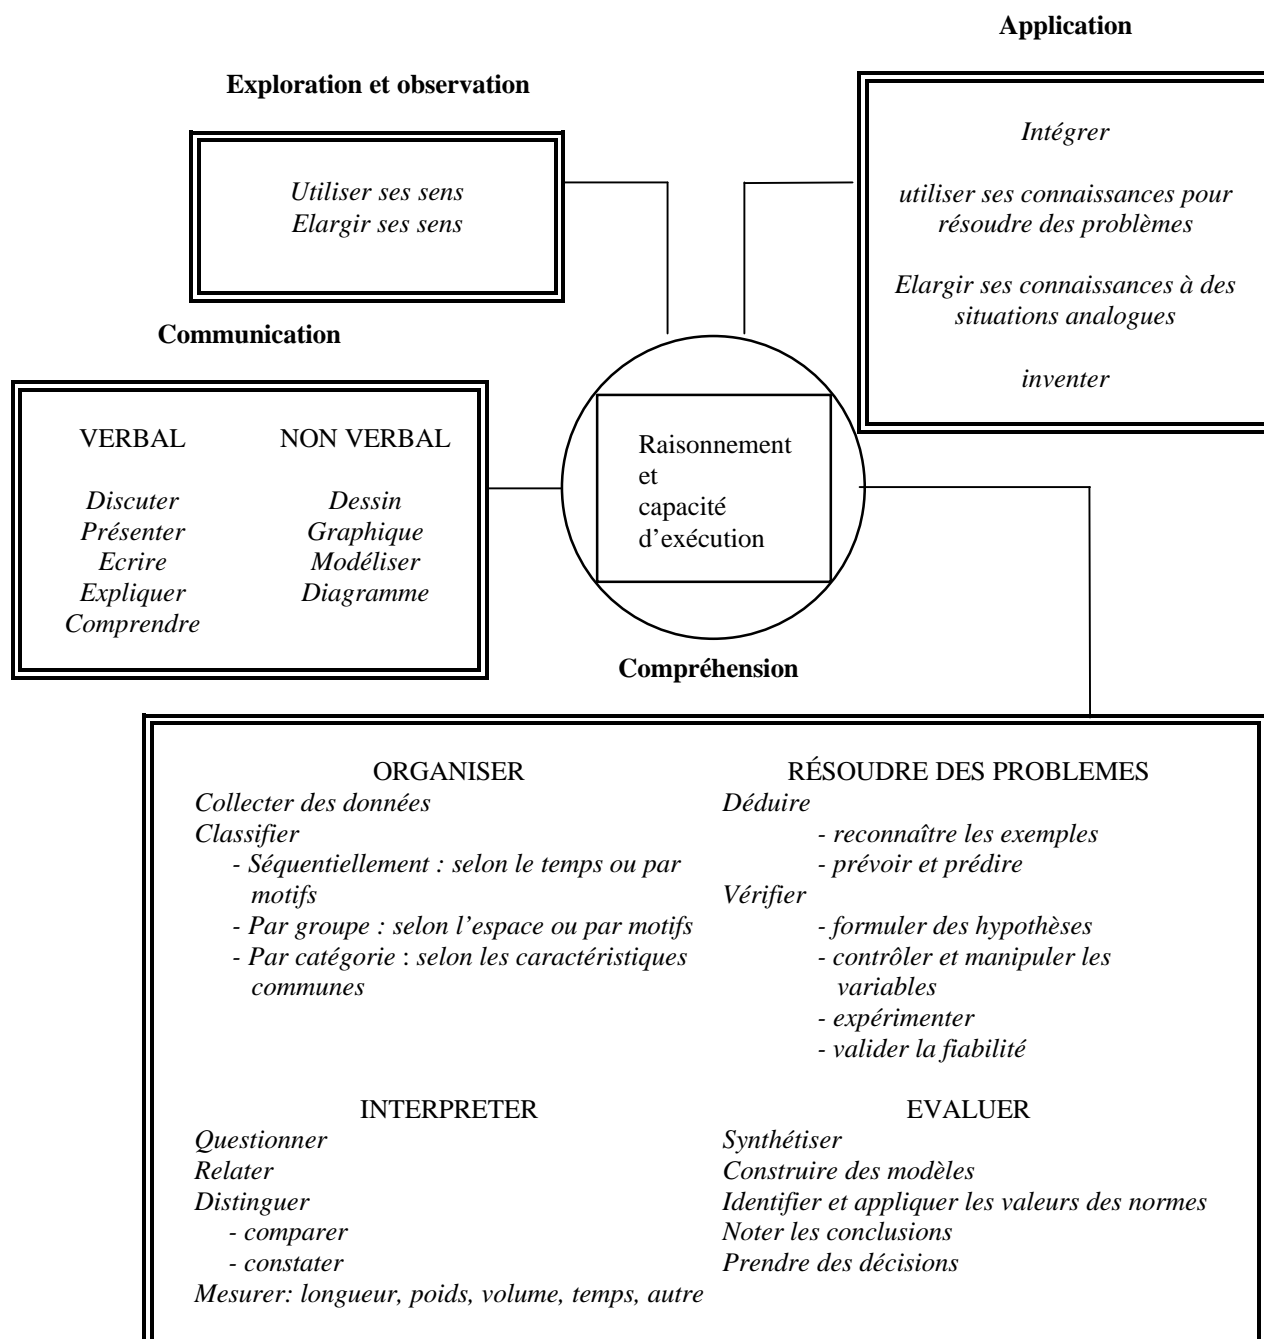 Application
Exploration et observation
Intégrer
utiliser ses connaissances pour
résoudre des problèmes
Elargir ses connaissances à des
situations analogues
inventer
Utiliser ses sens
Elargir ses sens
Communication
VERBAL
Discuter
Présenter
Ecrire
Expliquer
Comprendre
NON VERBAL
Dessin
Graphique
Modéliser
Diagramme
Raisonnement
et
capacité
d’exécution
Compréhension
ORGANISER
Collecter des données
Classifier
- Séquentiellement : selon le temps ou par
motifs
- Par groupe : selon l’espace ou par motifs
- Par catégorie : selon les caractéristiques
communes
RÉSOUDRE DES PROBLEMES
Déduire
- reconnaître les exemples
- prévoir et prédire
Vérifier
- formuler des hypothèses
- contrôler et manipuler les
variables
- expérimenter
- valider la fiabilité
INTERPRETER
Questionner
Relater
Distinguer
- comparer
- constater
Mesurer: longueur, poids, volume, temps, autre
EVALUER
Synthétiser
Construire des modèles
Identifier et appliquer les valeurs des normes
Noter les conclusions
Prendre des décisions